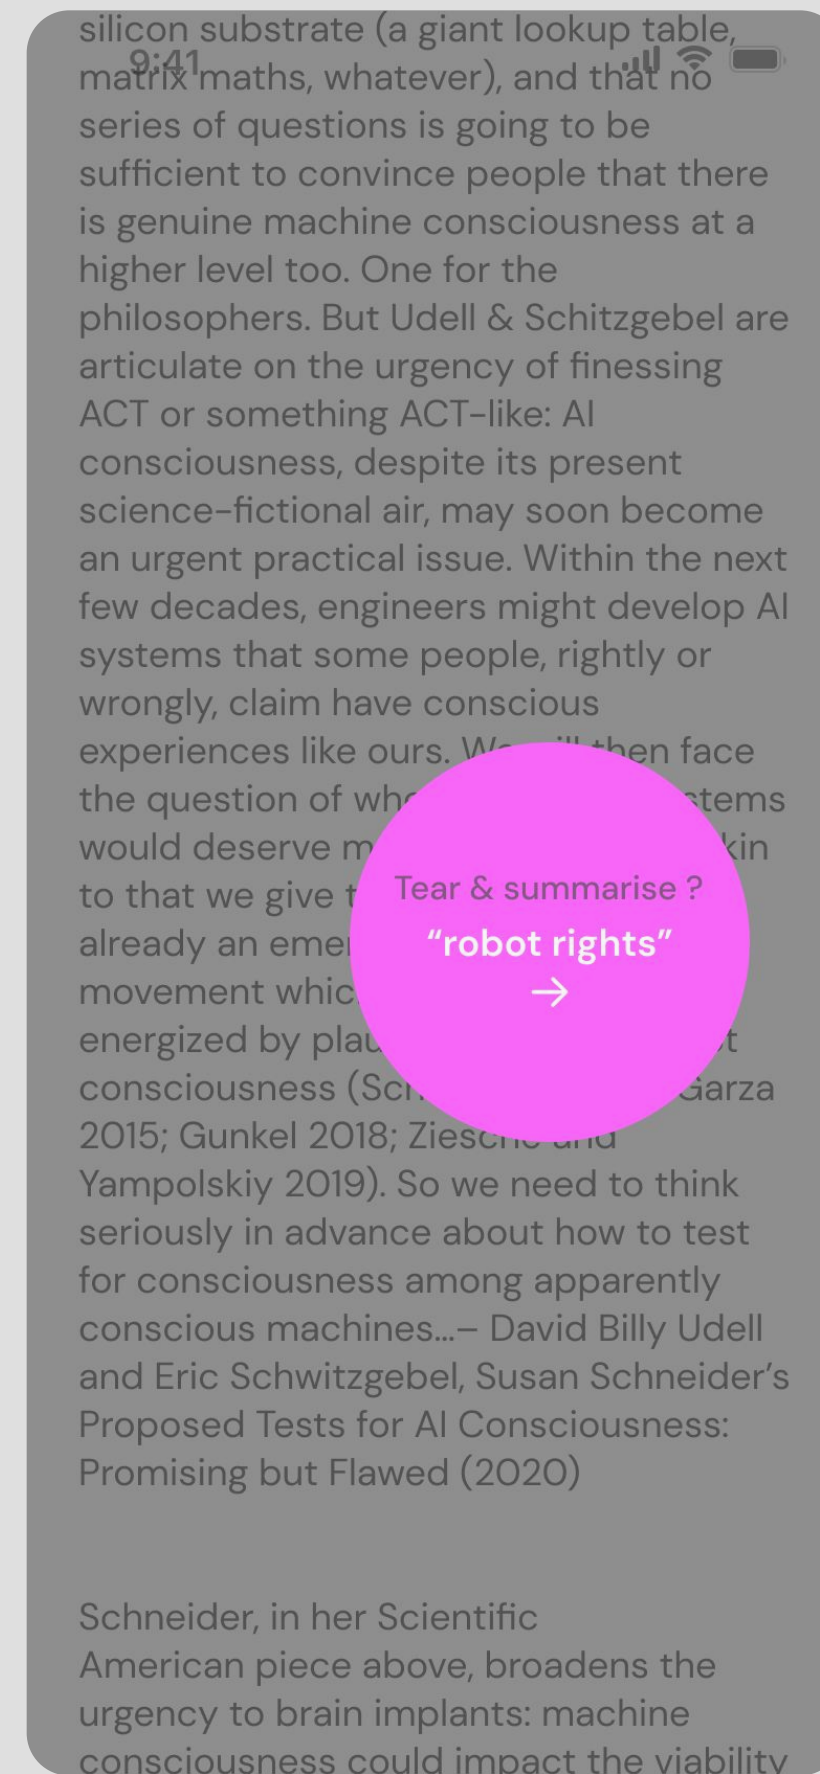 silicon substrate (a giant lookup table,
9:41
matrix maths, whatever), and that no
series of questions is going to be
sufficient to convince people that there
is genuine machine consciousness at a
higher level too. One for the
philosophers. But Udell & Schitzgebel are
articulate on the urgency of finessing
ACT or something ACT-like: AI
consciousness, despite its present
science-fictional air, may soon become
an urgent practical issue. Within the next
few decades, engineers might develop AI
systems that some people, rightly or
wrongly, claim have conscious
experiences like ours. We will then face
the question of
would deserve
to that we give
Tear & summarise ?
already an
“robot rights”
movement
→
energized by
consciousness Garza
2015; Gunkel 2018; Ziesche and
Yampolskiy 2019). So we need to think
seriously in advance about how to test
for consciousness among apparently
conscious machines...– David Billy Udell
and Eric Schwitzgebel, Susan Schneider’s
Proposed Tests for AI Consciousness:
Promising but Flawed (2020)
Schneider, in her Scientific
American piece above, broadens the
urgency to brain implants: machine
consciousness could impact the viability